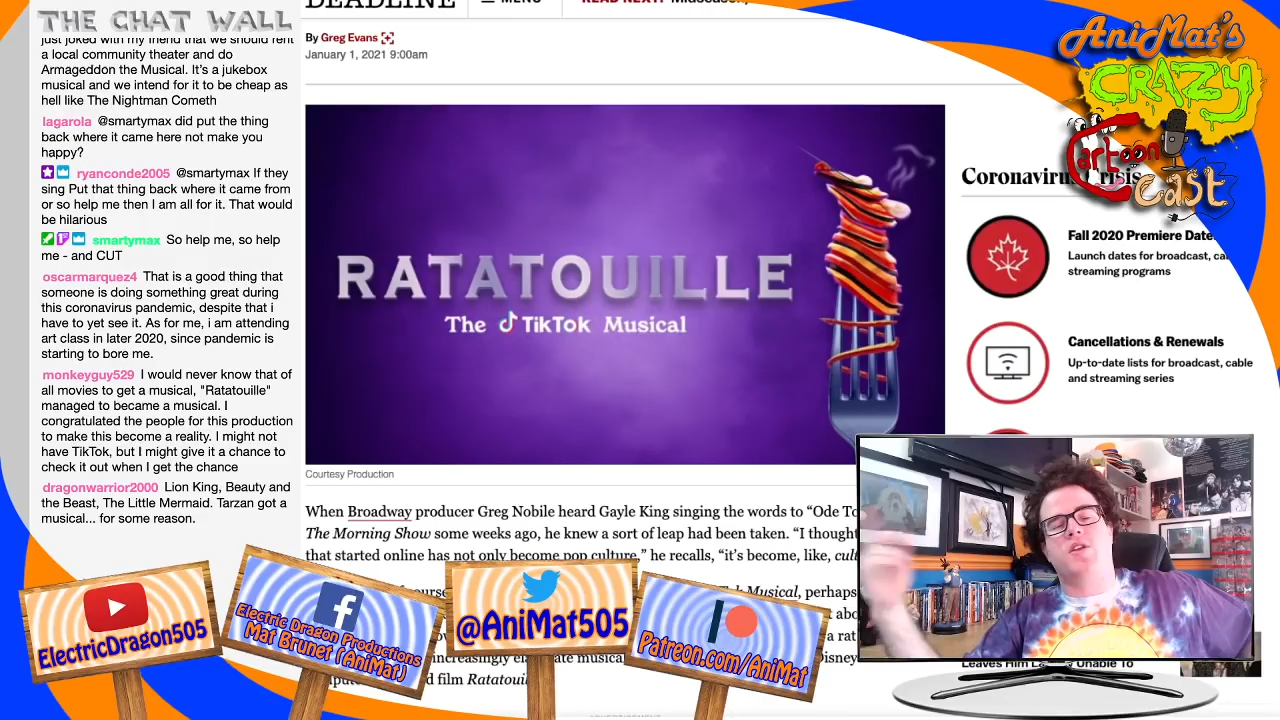 THE CHAT WALL
just joked with my friend that we should rent
a local community theater and do
Armageddon the Musical. It's a jukebox
musical and we intend for it to be cheap as
hell like The Nightman Cometh
lagarola @smartymax did put the thing
back where it came here not make you
happy?
ryanconde2005 @smartymax If they
sing Put that thing back where it came from
or so help me then I am all for it. That would
be hilarious
smartymax So help me, so help
me - and CUT
oscarmarquez4 That is a good thing that
someone is doing something great during
this coronavirus pandemic, despite that i
have to yet see it. As for me, i am attending
art class in later 2020, since pandemic is
starting to bore me.
monkeyguy529 I would never know that of
all movies to get a musical, "Ratatouille"
managed to became a musical. I
congratulated the people for this production
to make this become a reality. I might not
have TikTok, but I might give it a chance to
check it out when I get the chance
dragonwarrior2000 Lion King, Beauty and
the Beast, The Little Mermaid. Tarzan got a
musical... for some reason.
DEADLINE
MENU
READ NEXT:
By Greg Evans
January 1, 2021 9:00am
RATATOUILLE
The TikTok Musical
Courtesy Production
When Broadway producer Greg Nobile heard Gayle King singing the words to “Ode To
The Morning Show some weeks ago, he knew a sort of leap had been taken. “I thought
that started online has not only become pop culture,” he recalls, “it's become, like, cult
Musical, perhaps
increasingly musica Disney
film Ratatoui
AniMat's
CRAZY
Cartoon
Cast
Coronavirus Crisis
Fall 2020 Premiere Date
Launch dates for broadcast, ca
streaming programs
Cancellations & Renewals
Up-to-date lists for broadcast, cable
and streaming series
Leaves Him Unable To
ElectricDragon505
Electric Dragon Productions
Mat Brunet (AniMat)
@AniMat505
Patreon.com/AniMat